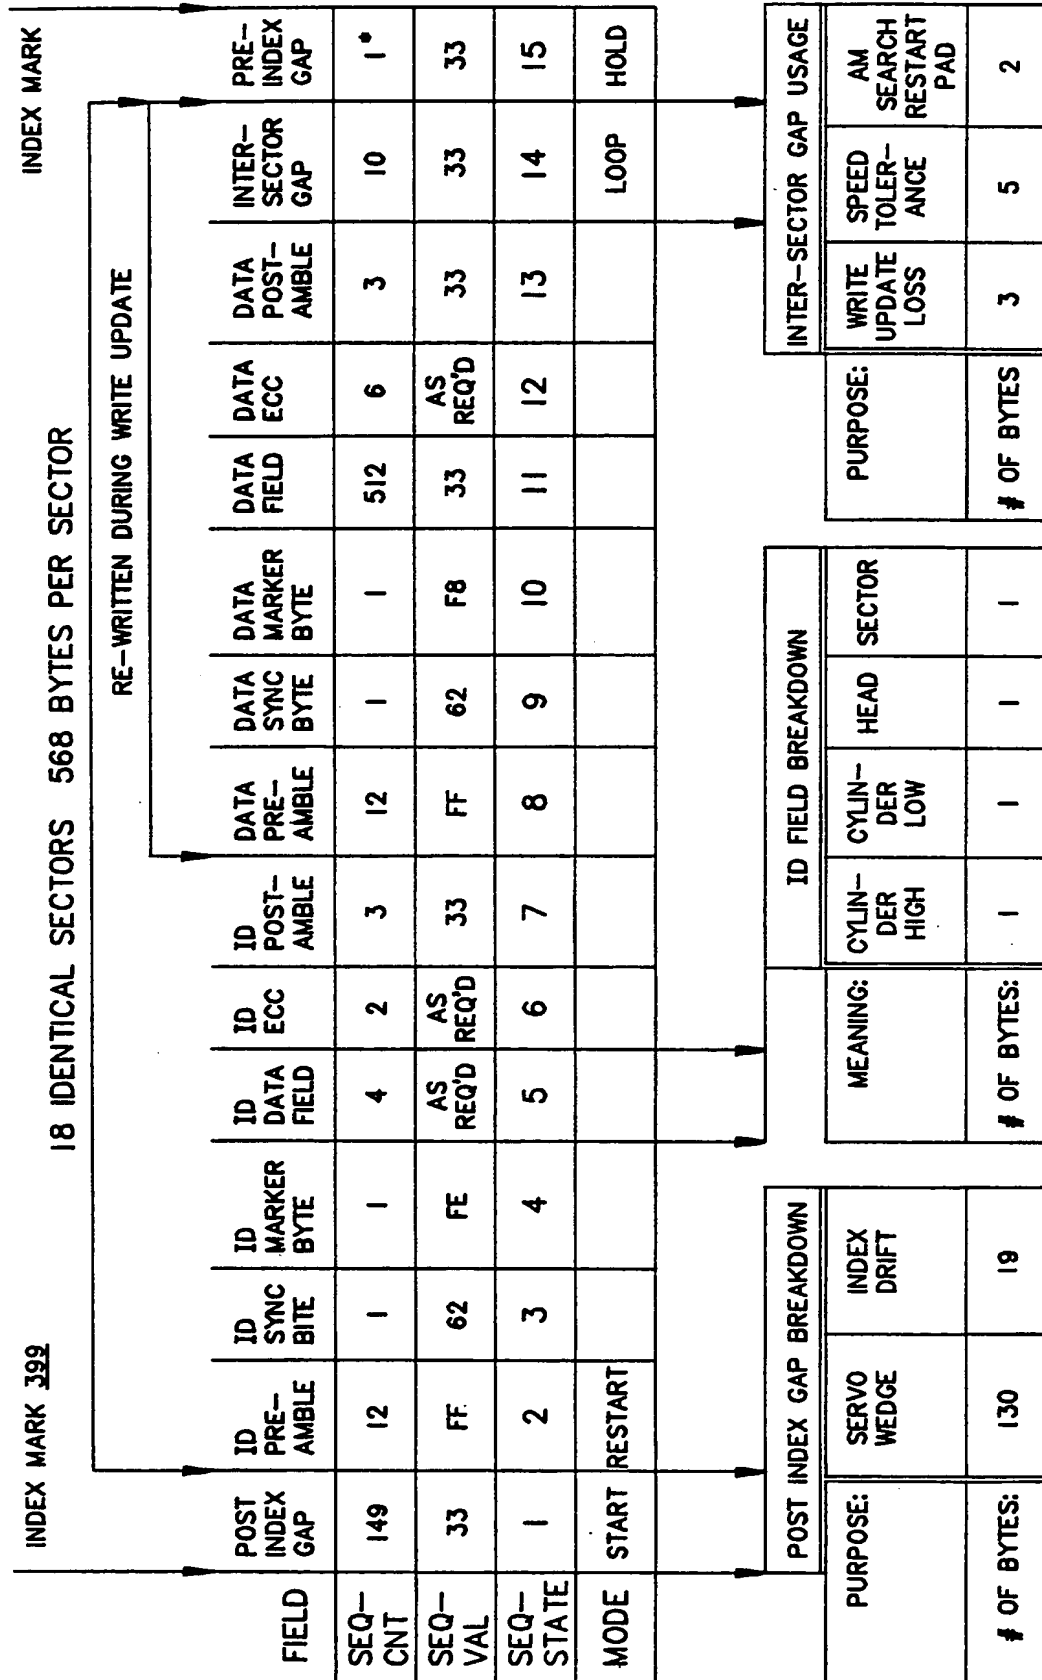 INDEX MARK 399
INDEX MARK
18 IDENTICAL SECTORS 568 BYTES PER SECTOR
RE-WRITTEN DURING WRITE UPDATE
FIELD
POST INDEX GAP
ID PRE-AMBLE
ID SYNC BITE
ID MARKER BYTE
ID DATA FIELD
ID ECC
ID POST-AMBLE
DATA PRE-AMBLE
DATA SYNC BYTE
DATA MARKER BYTE
DATA FIELD
DATA ECC
DATA POST-AMBLE
INTER-SECTOR GAP
PRE-INDEX GAP
SEQ-CNT 149 12 1 1 4 2 3 12 1 1 512 6 3 10 1*
SEQ-VAL 33 FF 62 FE AS REQ'D AS REQ'D 33 FF 62 F8 33 AS REQ'D 33 33 33
SEQ-STATE 1 2 3 4 5 6 7 8 9 10 11 12 13 14 15
MODE START RESTART LOOP HOLD
POST INDEX GAP BREAKDOWN
PURPOSE: SERVO WEDGE INDEX DRIFT
# OF BYTES: 130 19
ID FIELD BREAKDOWN
MEANING: CYLIN-DER HIGH CYLIN-DER LOW HEAD SECTOR
# OF BYTES: 1 1 1 1
INTER-SECTOR GAP USAGE
PURPOSE: WRITE UPDATE LOSS SPEED TOLER-ANCE AM SEARCH RESTART PAD
# OF BYTES 3 5 2